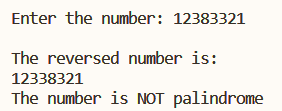 Enter the number: 12383321
The reversed number is:
12338321
The number is NOT palindrome